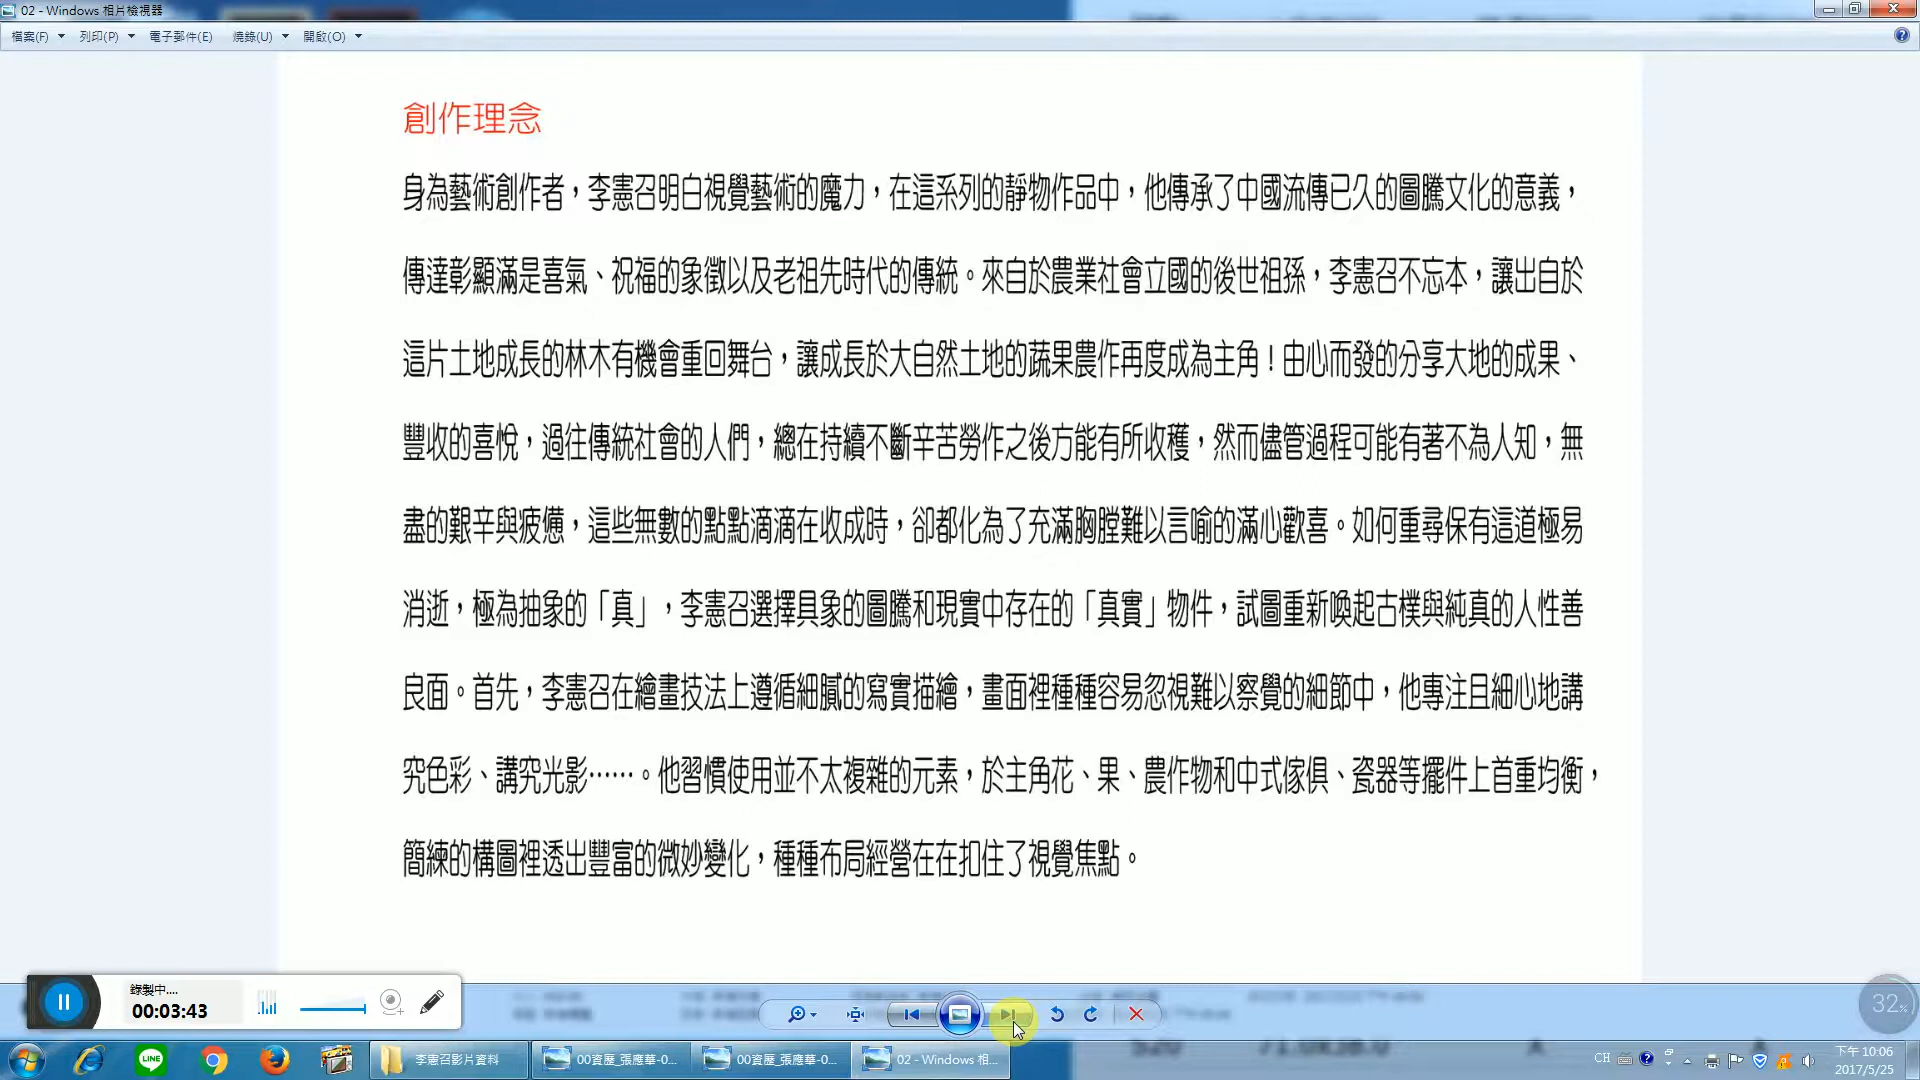 02 - Windows 相片檢視器
檔案(F) 列印(P) 電子郵件(E) 燒錄(U) 開啟(O)
創作理念
身為藝術創作者，李憲召明白視覺藝術的魔力，在這系列的靜物作品中，他傳承了中國流傳已久的圖騰文化的意義，
傳達彰顯滿是喜氣、祝福的象徵以及老祖先時代的傳統。來自於農業社會立國的後世祖孫，李憲召不忘本，讓出自於
這片土地成長的林木有機會重回舞台，讓成長於大自然土地的蔬果農作再度成為主角！由心而發的分享大地的成果、
豐收的喜悅，過往傳統社會的人們，總在持續不斷辛苦勞作之後方能有所收穫，然而儘管過程可能有著不為人知，無
盡的艱辛與疲憊，這些無數的點點滴滴在收成時，卻都化為了充滿胸膛難以言喻的滿心歡喜。如何重尋保有這道極易
消逝，極為抽象的「真」，李憲召選擇具象的圖騰和現實中存在的「真實」物件，試圖重新喚起古樸與純真的人性善
良面。首先，李憲召在繪畫技法上遵循細膩的寫實描繪，畫面裡種種容易忽視難以察覺的細節中，他專注且細心地講
究色彩、講究光影……。他習慣使用並不太複雜的元素，於主角花、果、農作物和中式傢俱、瓷器等擺件上首重均衡，
簡練的構圖裡透出豐富的微妙變化，種種布局經營在在扣住了視覺焦點。
錄製中....
00:03:43
32%
李憲召影片資料
00資歷_張應華-0...
00資歷_張應華-0...
02 - Windows 相...
CH
下午 10:06
2017/5/25